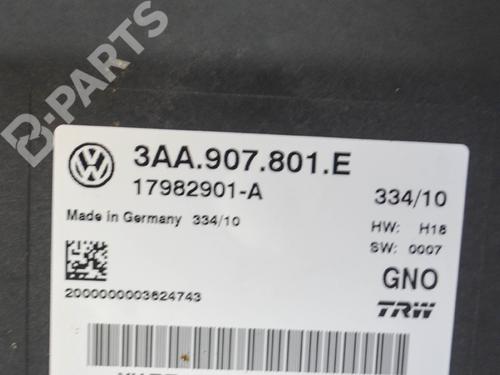 B-PARTS
3AA.907.801.E
17982901-A
334/10
Made in Germany 334/10
HW: H18
SW: 0007
GNO
2000000003624743
TRW